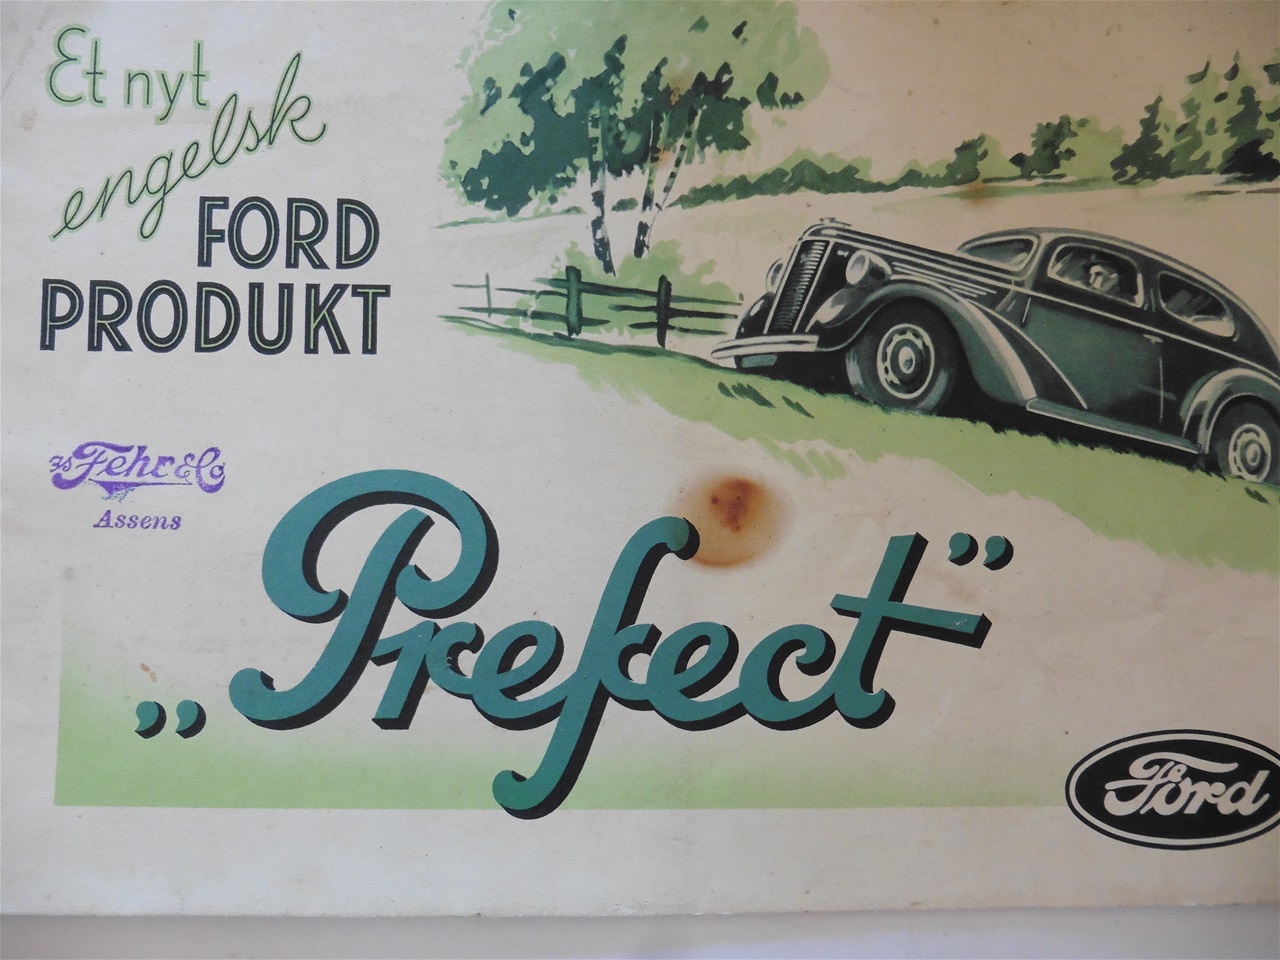 Et nyt
engelsk
FORD
PRODUKT
Fehr & Co
Assens
„Prefect”
Ford